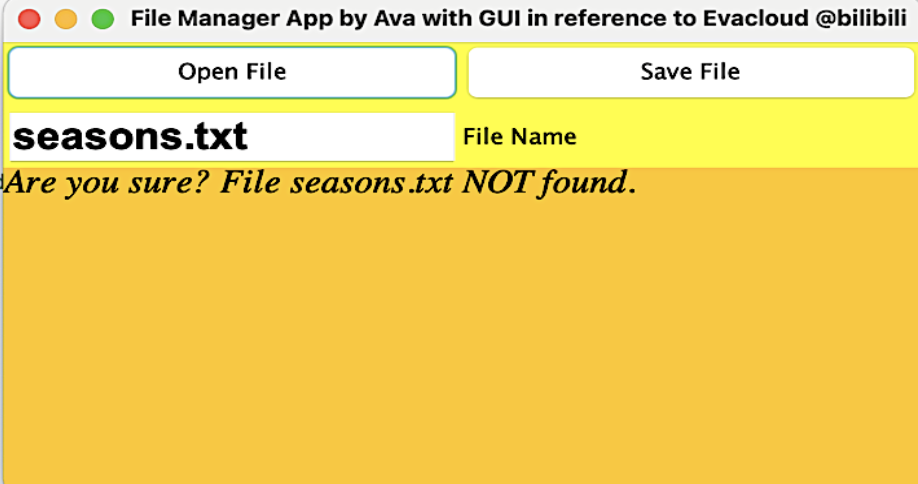 File Manager App by Ava with GUI in reference to Evacloud @bilibili
Open File
Save File
seasons.txt
File Name
Are you sure? File seasons.txt NOT found.